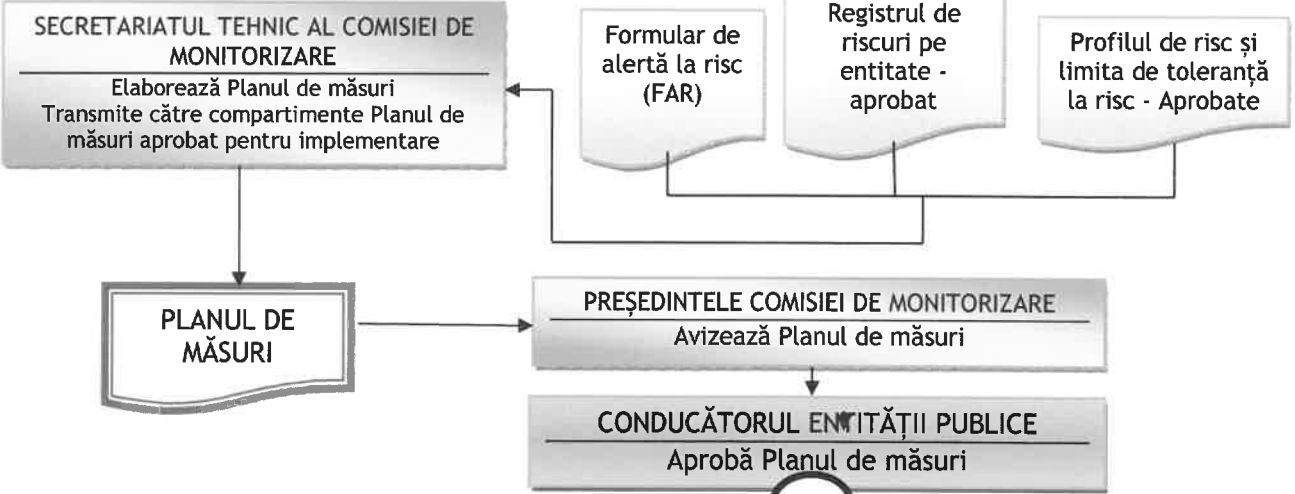 SECRETARIATUL TEHNIC AL COMISIEI DE
MONITORIZARE
Elaborează Planul de măsuri
Transmite către compartimente Planul de
măsuri aprobat pentru implementare
Formular de
alertă la risc
(FAR)
Registrul de
riscuri pe
entitate -
aprobat
Profilul de risc și
limita de toleranță
la risc - Aprobate
PLANUL DE
MĂSURI
PREȘEDINTELE COMISIEI DE MONITORIZARE
Avizează Planul de măsuri
CONDUCĂTORUL ENTITĂȚII PUBLICE
Aprobă Planul de măsuri